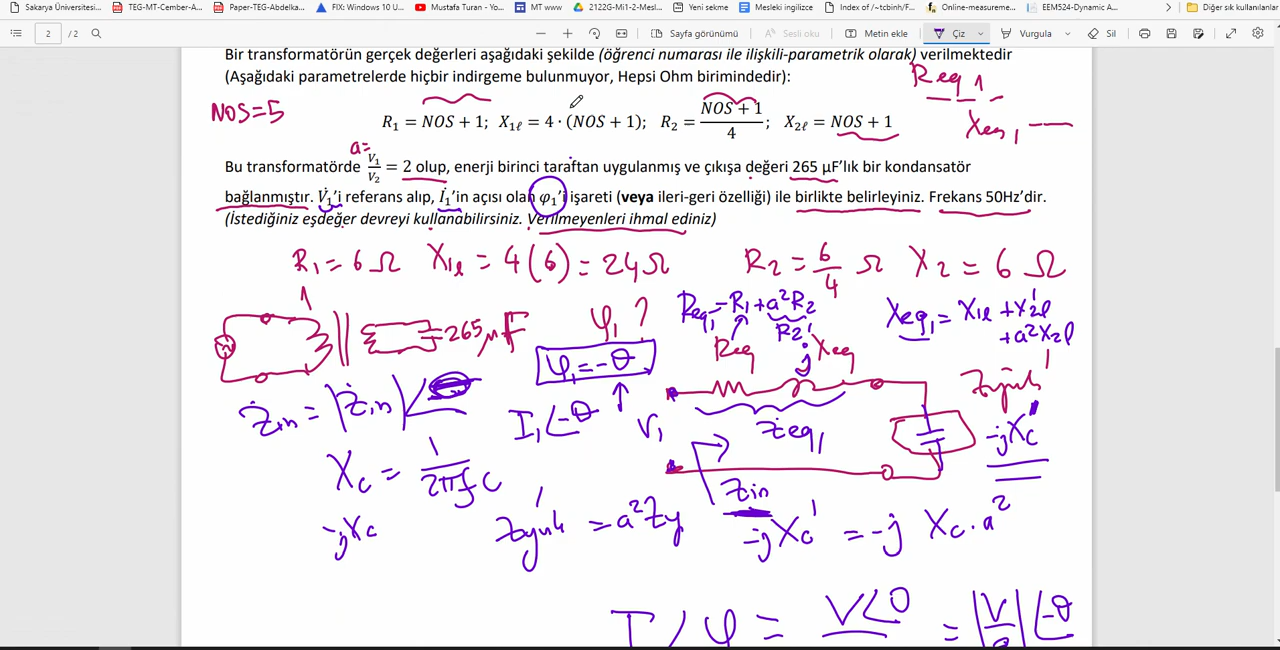 Sakarya Üniversitesi... TEG-MT-Cember-A... Paper-TEG-Abdelka... FIX: Windows 10 U... Mustafa Turan - Yo... MT www 2122G-Mi1-2-Mesl... Yeni sekme Mesleki ingilizce Index of /~tcbinh/f... Online-measureme... EEM524-Dynamic A... Diğer sık kullanılanlar
2 /2 Sayfa görünümü Sesli oku Metin ekle Çiz Vurgula Sil
Bir transformatörün gerçek değerleri aşağıdaki şekilde (öğrenci numarası ile ilişkili-parametrik olarak) verilmektedir
(Aşağıdaki parametrelerde hiçbir indirgeme bulunmuyor, Hepsi Ohm birimindedir):
Req1
NOS=5
Xeq1
R1 = NOS + 1; X1ℓ = 4 · (NOS + 1); R2 = NOS + 1 / 4; X2ℓ = NOS + 1
a=
Bu transformatörde V1/V2 = 2 olup, enerji birinci taraftan uygulanmış ve çıkışa değeri 265 µF'lık bir kondansatör
bağlanmıştır. V̇1'i referans alıp, İ1'in açısı olan φ1'i işareti (veya ileri-geri özelliği) ile birlikte belirleyiniz. Frekans 50Hz'dir.
(İstediğiniz eşdeğer devreyi kullanabilirsiniz. Verilmeyenleri ihmal ediniz)
R1 = 6 Ω X1ℓ = 4(6) = 24Ω R2 = 6/4 Ω X2 = 6 Ω
φ1 ? Req1 = R1 + a²R2 Xeq1 = X1ℓ + X2ℓ'
R2' + a²X2ℓ
265µF
Req jXeq
Zyük'
φ1 = -θ
Żin = |Żin|
I1∠-θ V1 Żeq1 -jXc'
Xc = 1 / 2πfc
Zin
-jXc Zyük' = a²Zy -jXc' = -j Xc · a²
I∠φ = V∠0 = |V| ∠-θ